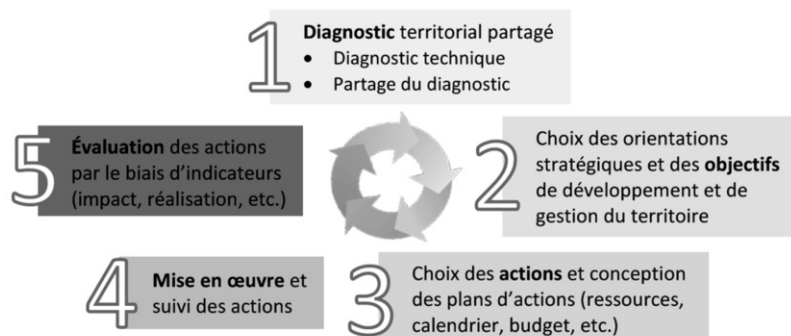 1
Diagnostic territorial partagé
• Diagnostic technique
• Partage du diagnostic
2
Choix des orientations
stratégiques et des objectifs
de développement et de
gestion du territoire
3
Choix des actions et conception
des plans d'actions (ressources,
calendrier, budget, etc.)
4
Mise en œuvre et
suivi des actions
5
Évaluation des actions
par le biais d'indicateurs
(impact, réalisation, etc.)